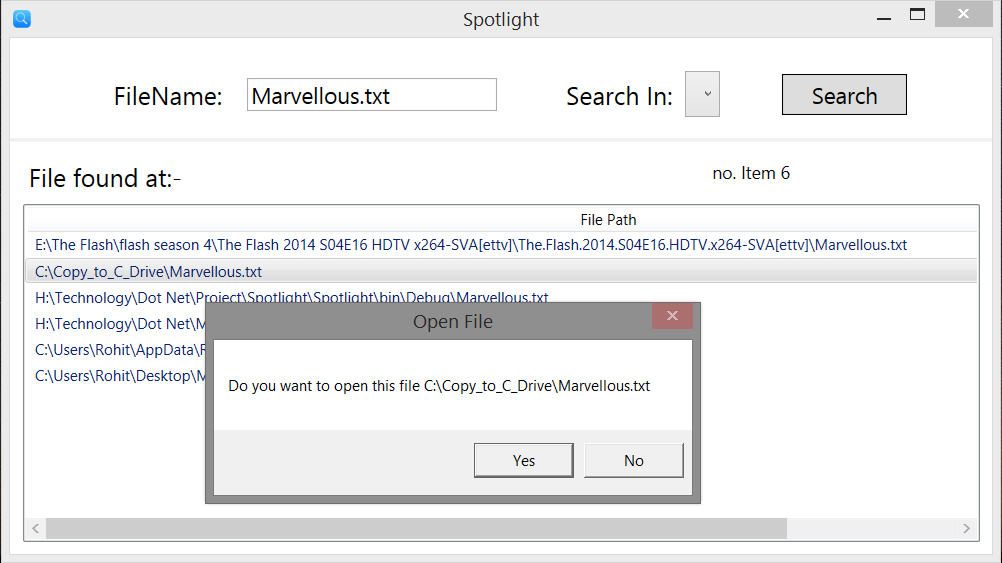 Spotlight
FileName: Marvellous.txt Search In: Search
File found at:- no. Item 6
File Path
E:\The Flash\flash season 4\The Flash 2014 S04E16 HDTV x264-SVA[ettv]\The.Flash.2014.S04E16.HDTV.x264-SVA[ettv]\Marvellous.txt
C:\Copy_to_C_Drive\Marvellous.txt
H:\Technology\Dot Net\Project\Spotlight\Spotlight\bin\Debug\Marvellous.txt
H:\Technology\Dot Net\M
C:\Users\Rohit\AppData\R
C:\Users\Rohit\Desktop\M
Open File
Do you want to open this file C:\Copy_to_C_Drive\Marvellous.txt
Yes No